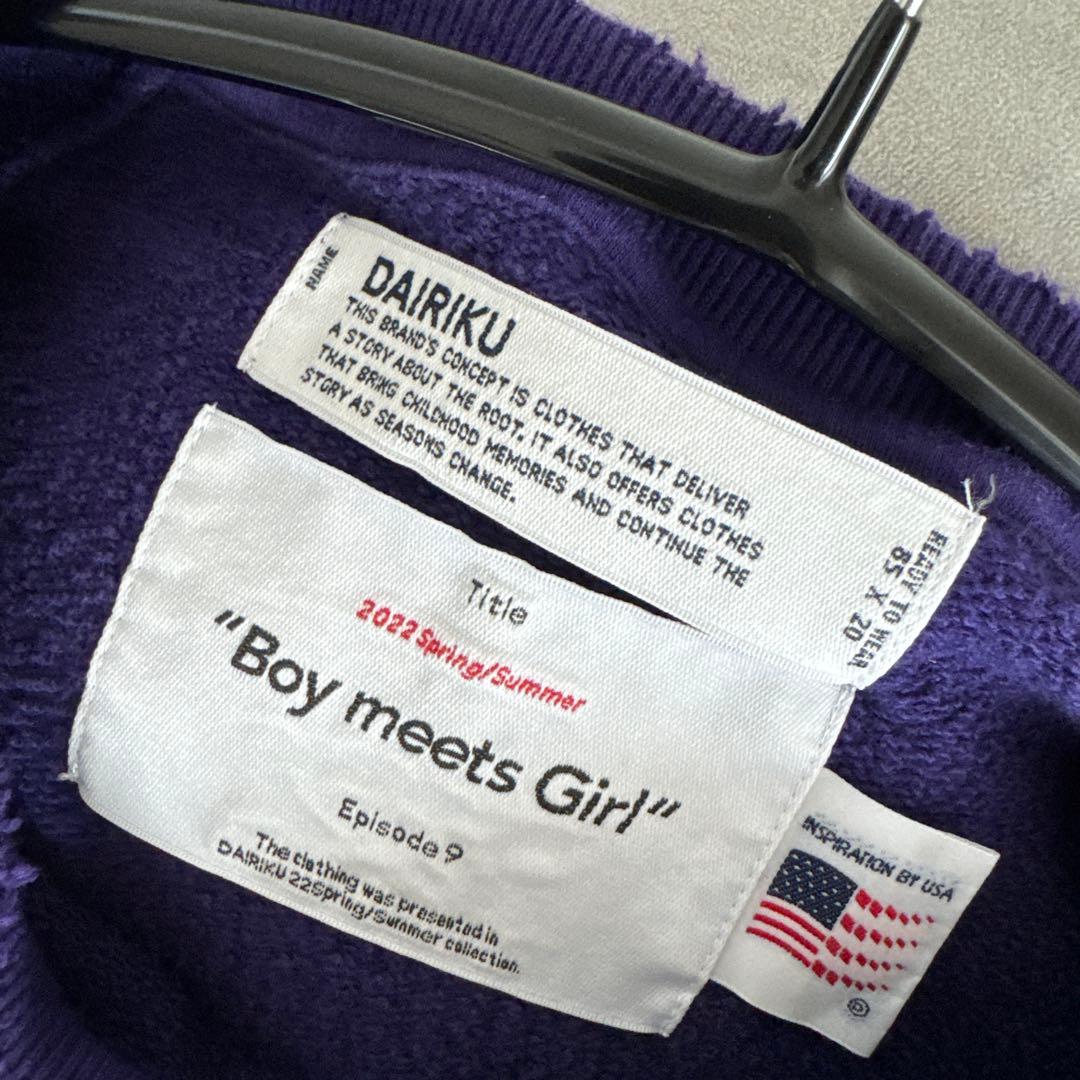 NAME
DAIRIKU
THIS BRAND'S CONCEPT IS CLOTHES THAT DELIVER
A STORY ABOUT THE ROOT. IT ALSO OFFERS CLOTHES
THAT BRING CHILDHOOD MEMORIES AND CONTINUE THE
STORY AS SEASONS CHANGE.
READY TO WEAR
85 X 20
Title
2022 Spring/Summer
"Boy meets Girl"
Episode 9
The clothing was presented in
DAIRIKU 22Spring/Summer collection.
INSPIRATION BY USA
Ⓓ